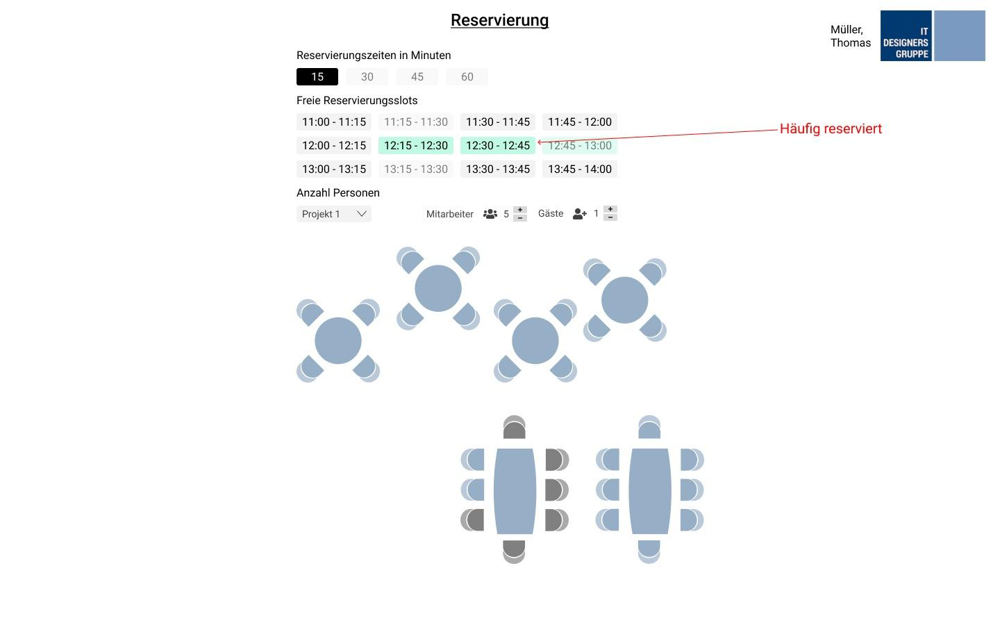 Reservierung
Müller,
Thomas
IT
DESIGNERS
GRUPPE
Reservierungszeiten in Minuten
15 30 45 60
Freie Reservierungsslots
11:00 - 11:15 11:15 - 11:30 11:30 - 11:45 11:45 - 12:00
Häufig reserviert
12:00 - 12:15 12:15 - 12:30 12:30 - 12:45 12:45 - 13:00
13:00 - 13:15 13:15 - 13:30 13:30 - 13:45 13:45 - 14:00
Anzahl Personen
Projekt 1 Mitarbeiter 5 + − Gäste 1 + −